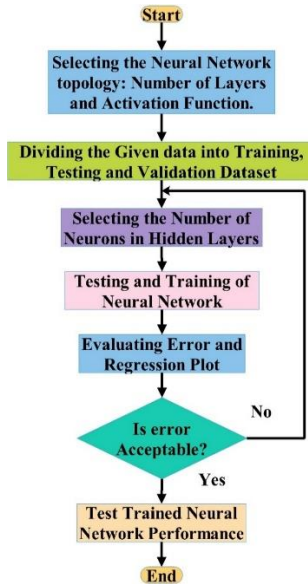 Start
Selecting the Neural Network
topology: Number of Layers
and Activation Function.
Dividing the Given data into Training,
Testing and Validation Dataset
Selecting the Number of
Neurons in Hidden Layers
Testing and Training of
Neural Network
Evaluating Error and
Regression Plot
No
Is error
Acceptable?
Yes
Test Trained Neural
Network Performance
End